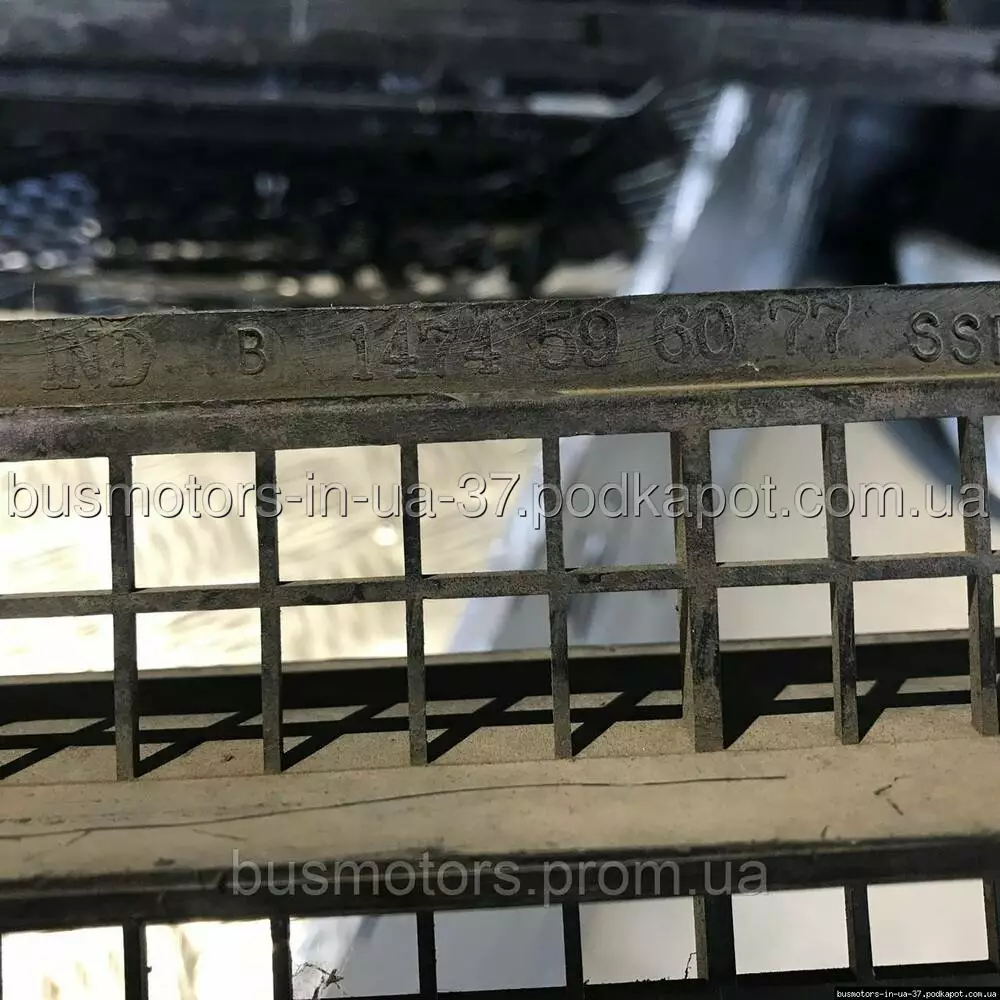 IND B 1474 59 60 77
busmotors-in-ua-37.podkapot.com.ua
busmotors.prom.ua
busmotors-in-ua-37.podkapot.com.ua